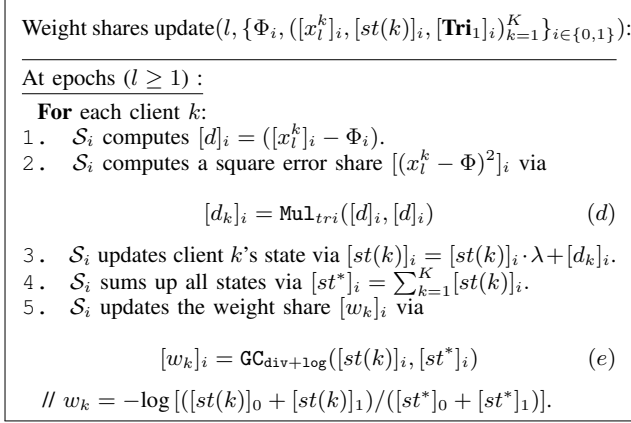 Weight shares update(l, {Φ_i, ([x_l^k]_i, [st(k)]_i, [Tri_1]_i)_{k=1}^K}_{i∈{0,1}}):
At epochs (l ≥ 1) :
For each client k:
1. S_i computes [d]_i = ([x_l^k]_i − Φ_i).
2. S_i computes a square error share [(x_l^k − Φ)^2]_i via
[d_k]_i = Mul_{tri}([d]_i, [d]_i) (d)
3. S_i updates client k's state via [st(k)]_i = [st(k)]_i · λ + [d_k]_i.
4. S_i sums up all states via [st*]_i = ∑_{k=1}^K [st(k)]_i.
5. S_i updates the weight share [w_k]_i via
[w_k]_i = GC_{div+log}([st(k)]_i, [st*]_i) (e)
// w_k = −log [([st(k)]_0 + [st(k)]_1)/([st*]_0 + [st*]_1)].